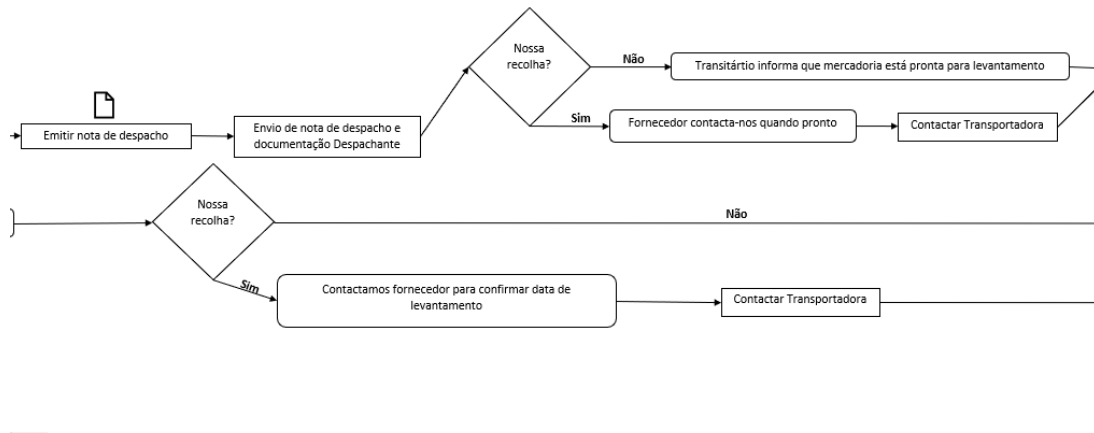 Nossa
recolha?
Não
Transitártio informa que mercadoria está pronta para levantamento
Emitir nota de despacho
Envio de nota de despacho e
documentação Despachante
Sim
Fornecedor contacta-nos quando pronto
Contactar Transportadora
Nossa
recolha?
Não
Sim
Contactamos fornecedor para confirmar data de
levantamento
Contactar Transportadora